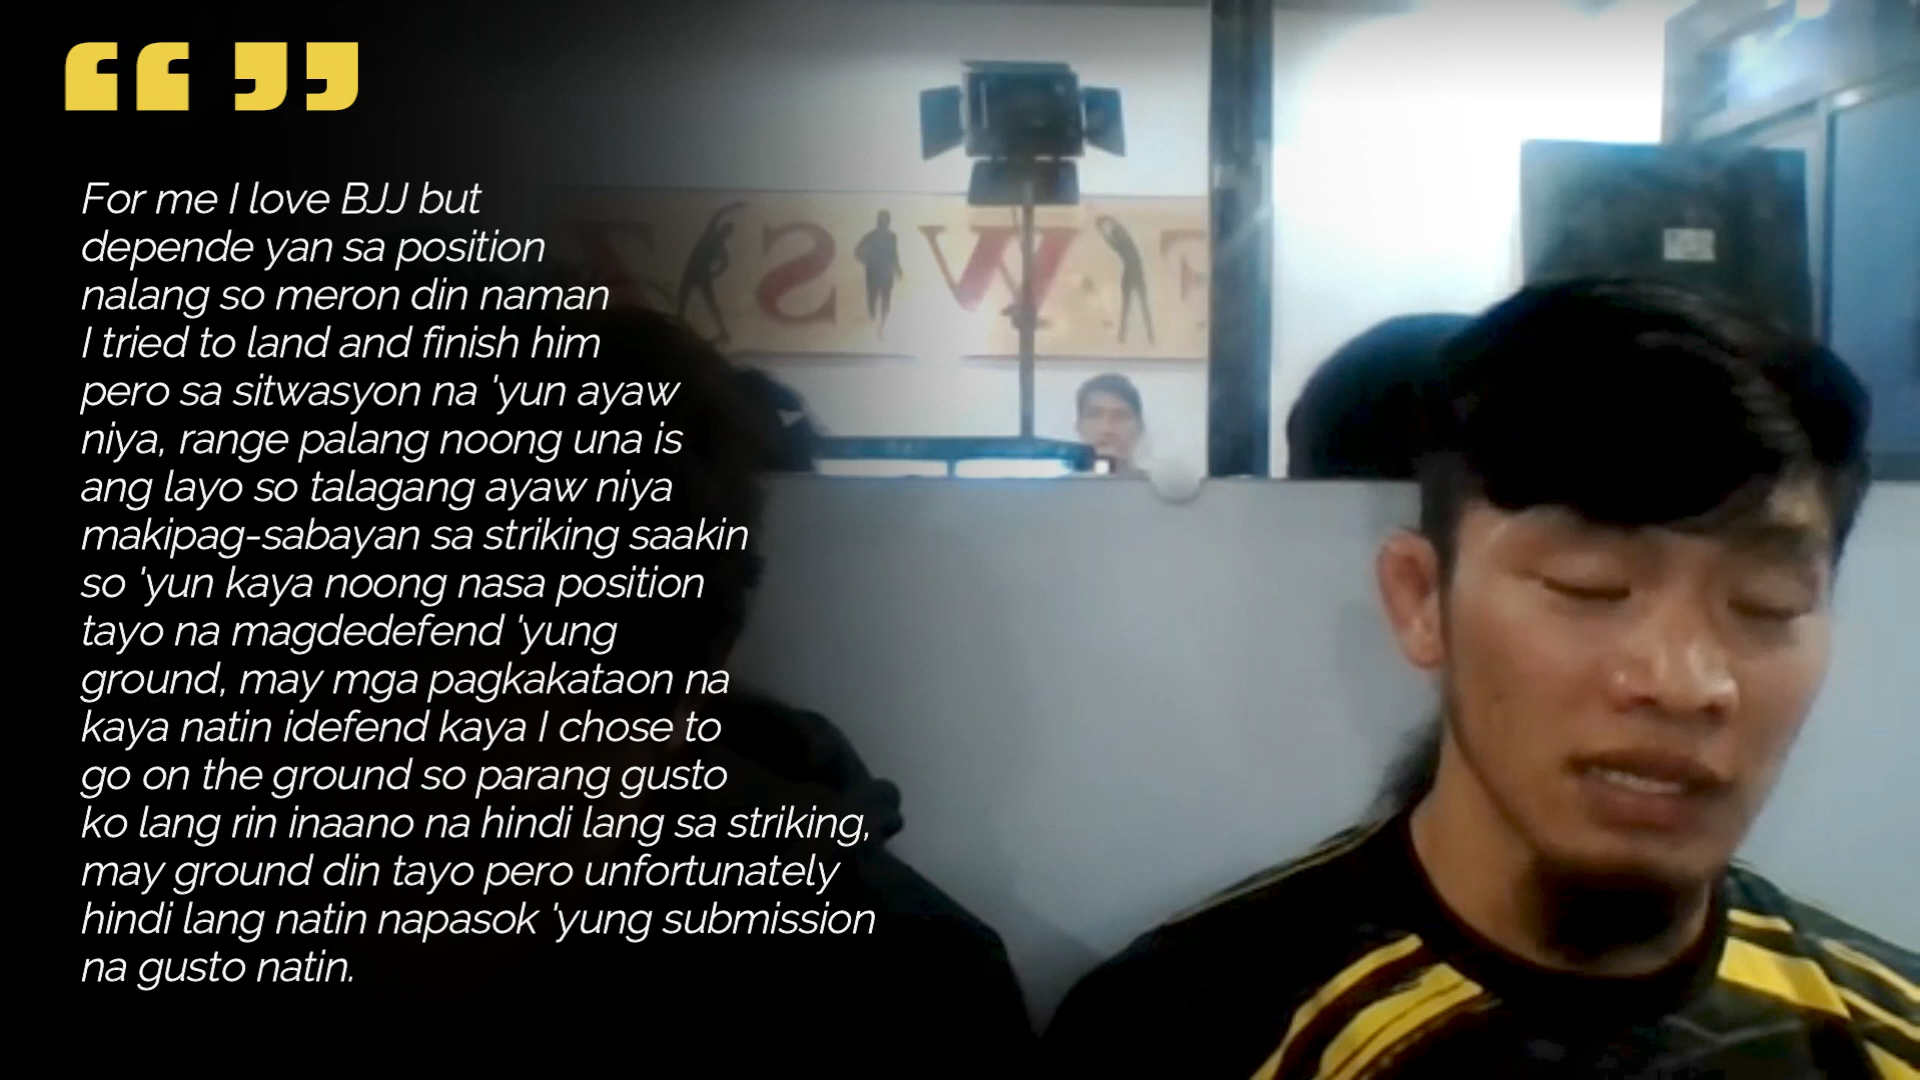 “ ”
For me I love BJJ but
depende yan sa position
nalang so meron din naman
I tried to land and finish him
pero sa sitwasyon na 'yun ayaw
niya, range palang noong una is
ang layo so talagang ayaw niya
makipag-sabayan sa striking saakin
so 'yun kaya noong nasa position
tayo na magdedefend 'yung
ground, may mga pagkakataon na
kaya natin idefend kaya I chose to
go on the ground so parang gusto
ko lang rin inaano na hindi lang sa striking,
may ground din tayo pero unfortunately
hindi lang natin napasok 'yung submission
na gusto natin.